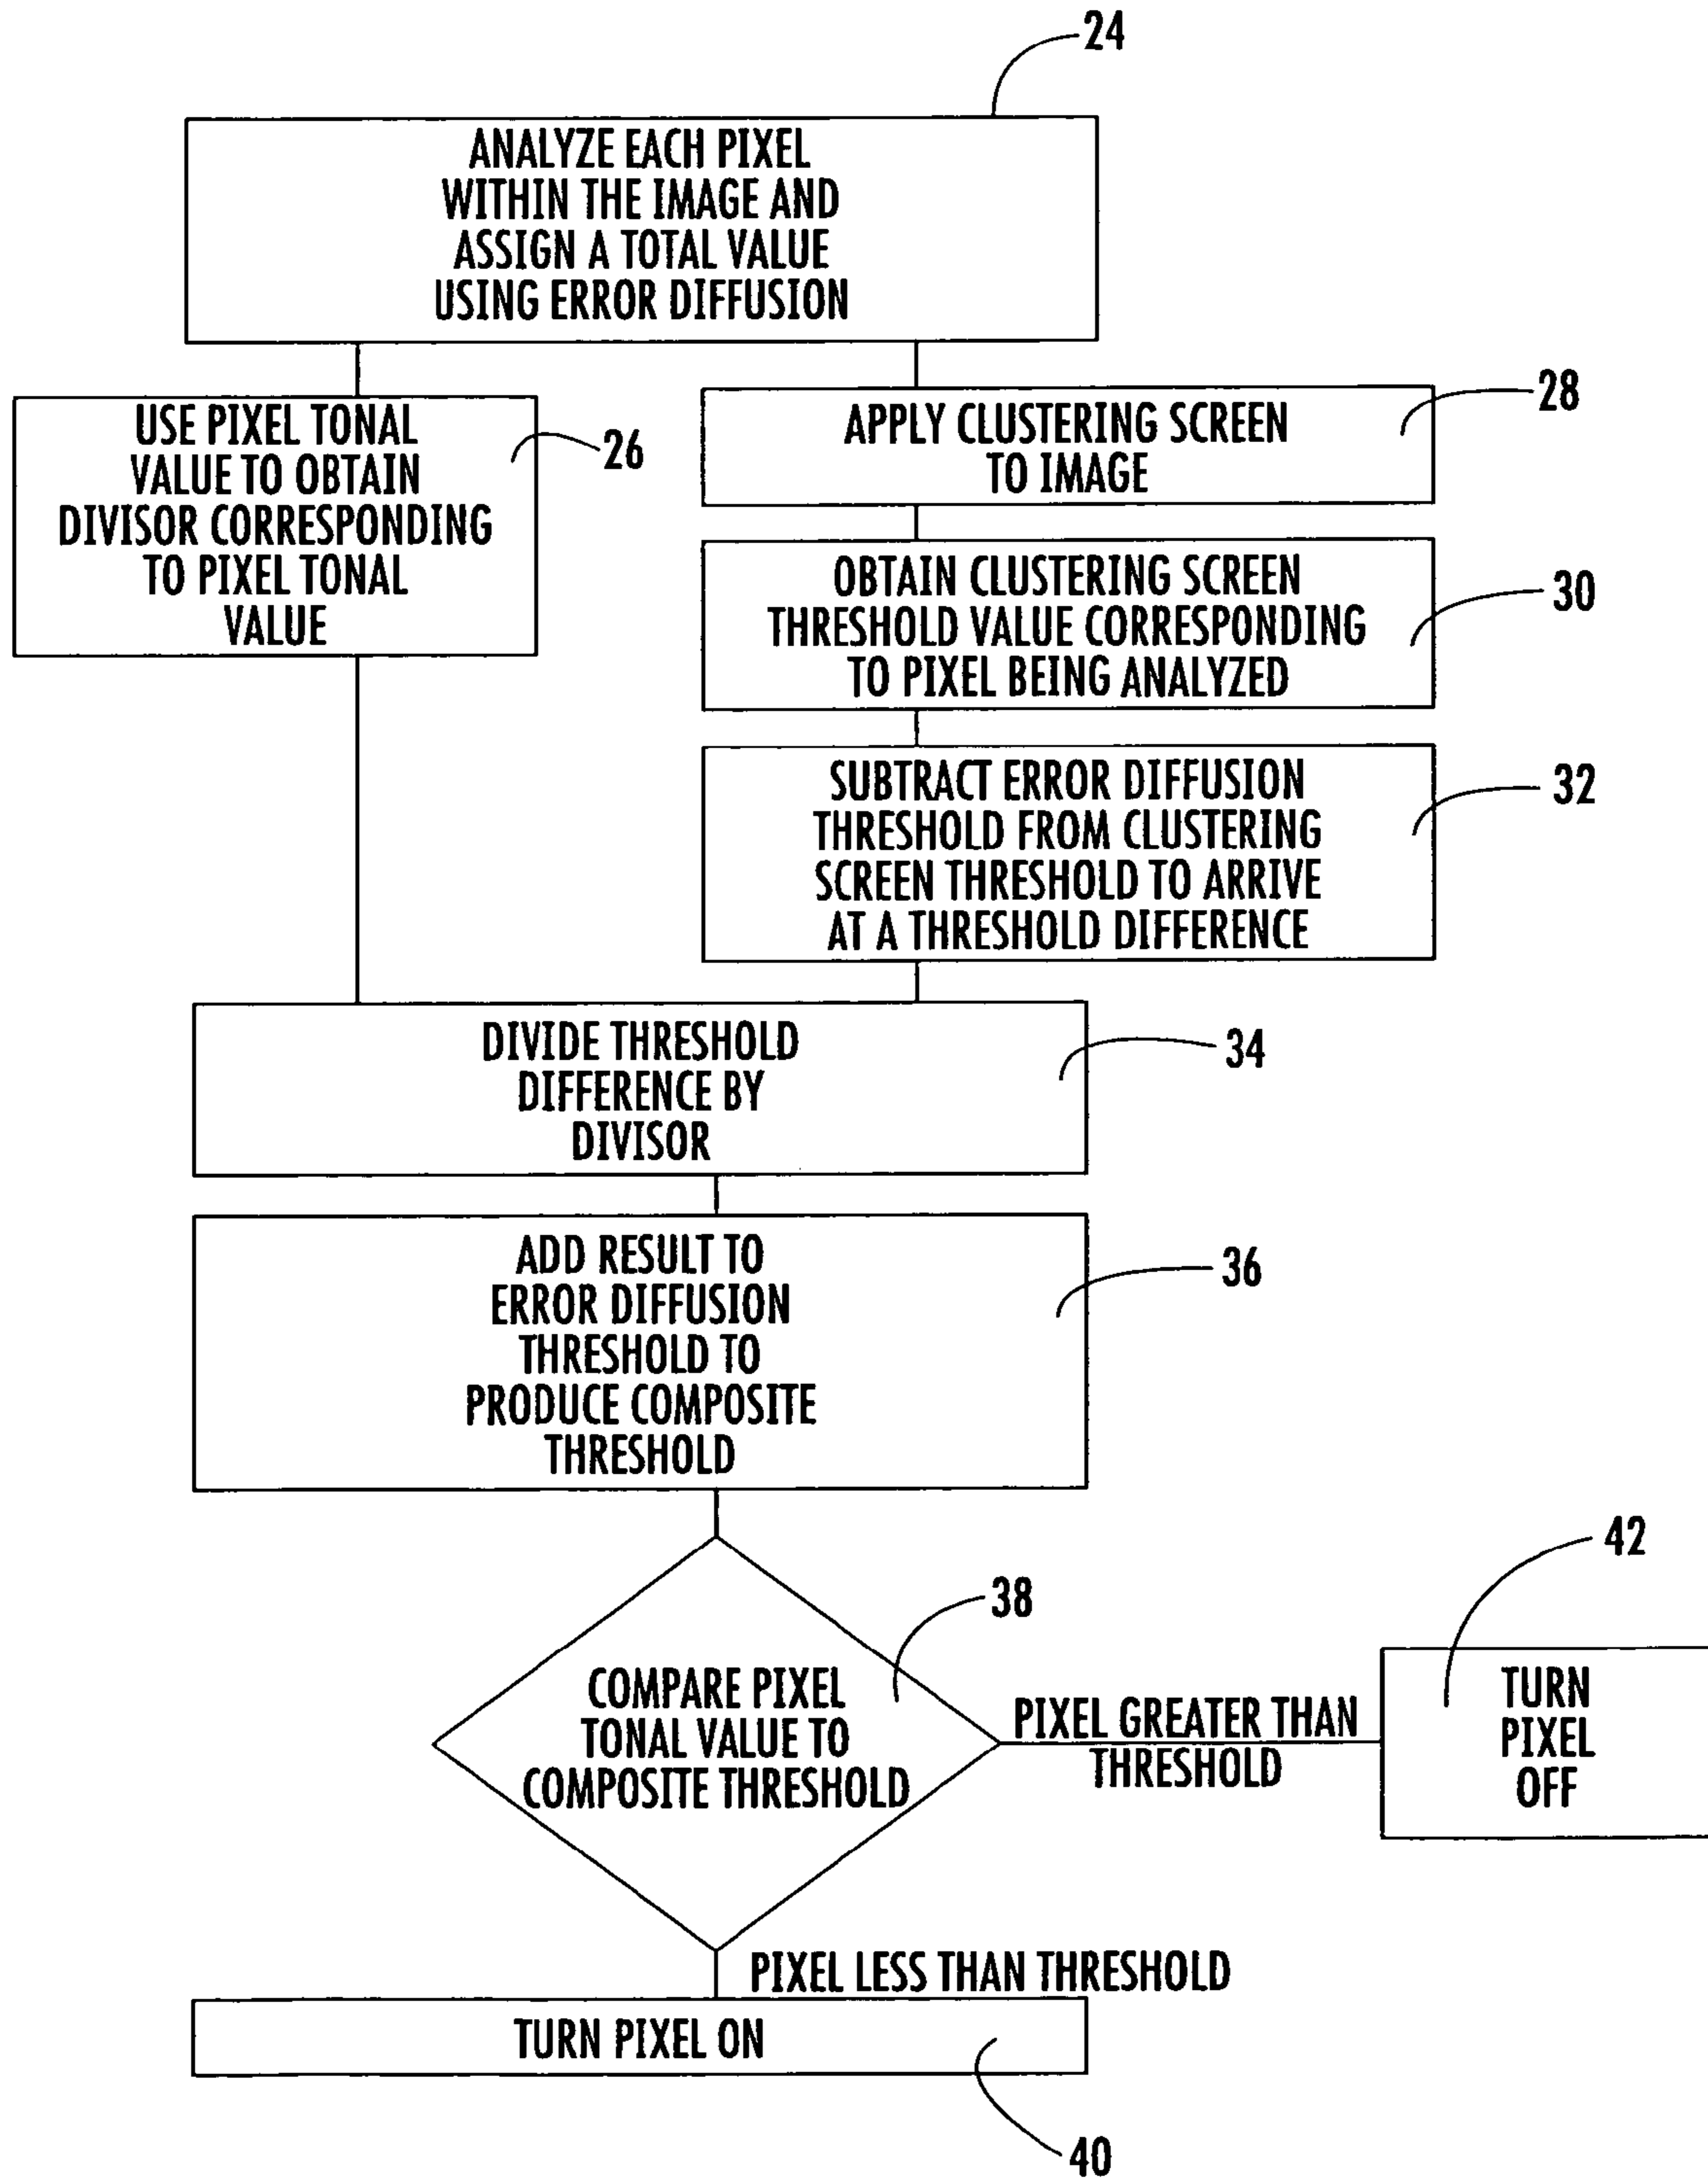 24
ANALYZE EACH PIXEL
WITHIN THE IMAGE AND
ASSIGN A TOTAL VALUE
USING ERROR DIFFUSION
USE PIXEL TONAL
VALUE TO OBTAIN
DIVISOR CORRESPONDING
TO PIXEL TONAL
VALUE
26
APPLY CLUSTERING SCREEN
TO IMAGE
28
OBTAIN CLUSTERING SCREEN
THRESHOLD VALUE CORRESPONDING
TO PIXEL BEING ANALYZED
30
SUBTRACT ERROR DIFFUSION
THRESHOLD FROM CLUSTERING
SCREEN THRESHOLD TO ARRIVE
AT A THRESHOLD DIFFERENCE
32
DIVIDE THRESHOLD
DIFFERENCE BY
DIVISOR
34
ADD RESULT TO
ERROR DIFFUSION
THRESHOLD TO
PRODUCE COMPOSITE
THRESHOLD
36
COMPARE PIXEL
TONAL VALUE TO
COMPOSITE THRESHOLD
38
PIXEL GREATER THAN
THRESHOLD
TURN
PIXEL
OFF
42
PIXEL LESS THAN THRESHOLD
TURN PIXEL ON
40